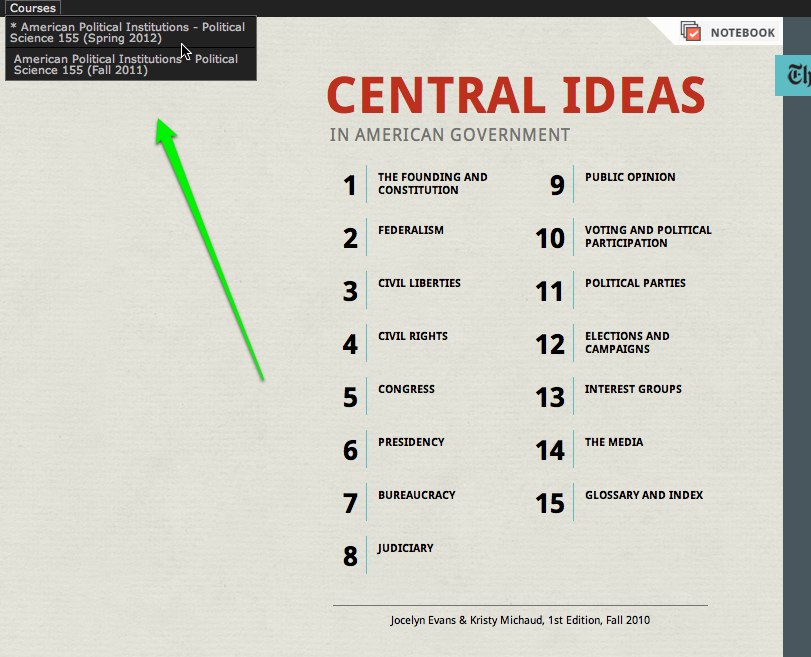 Courses
* American Political Institutions - Political
Science 155 (Spring 2012)
American Political Institutions - Political
Science 155 (Fall 2011)
NOTEBOOK
CENTRAL IDEAS
IN AMERICAN GOVERNMENT
1 THE FOUNDING AND
CONSTITUTION
2 FEDERALISM
3 CIVIL LIBERTIES
4 CIVIL RIGHTS
5 CONGRESS
6 PRESIDENCY
7 BUREAUCRACY
8 JUDICIARY
9 PUBLIC OPINION
10 VOTING AND POLITICAL
PARTICIPATION
11 POLITICAL PARTIES
12 ELECTIONS AND
CAMPAIGNS
13 INTEREST GROUPS
14 THE MEDIA
15 GLOSSARY AND INDEX
Jocelyn Evans & Kristy Michaud, 1st Edition, Fall 2010